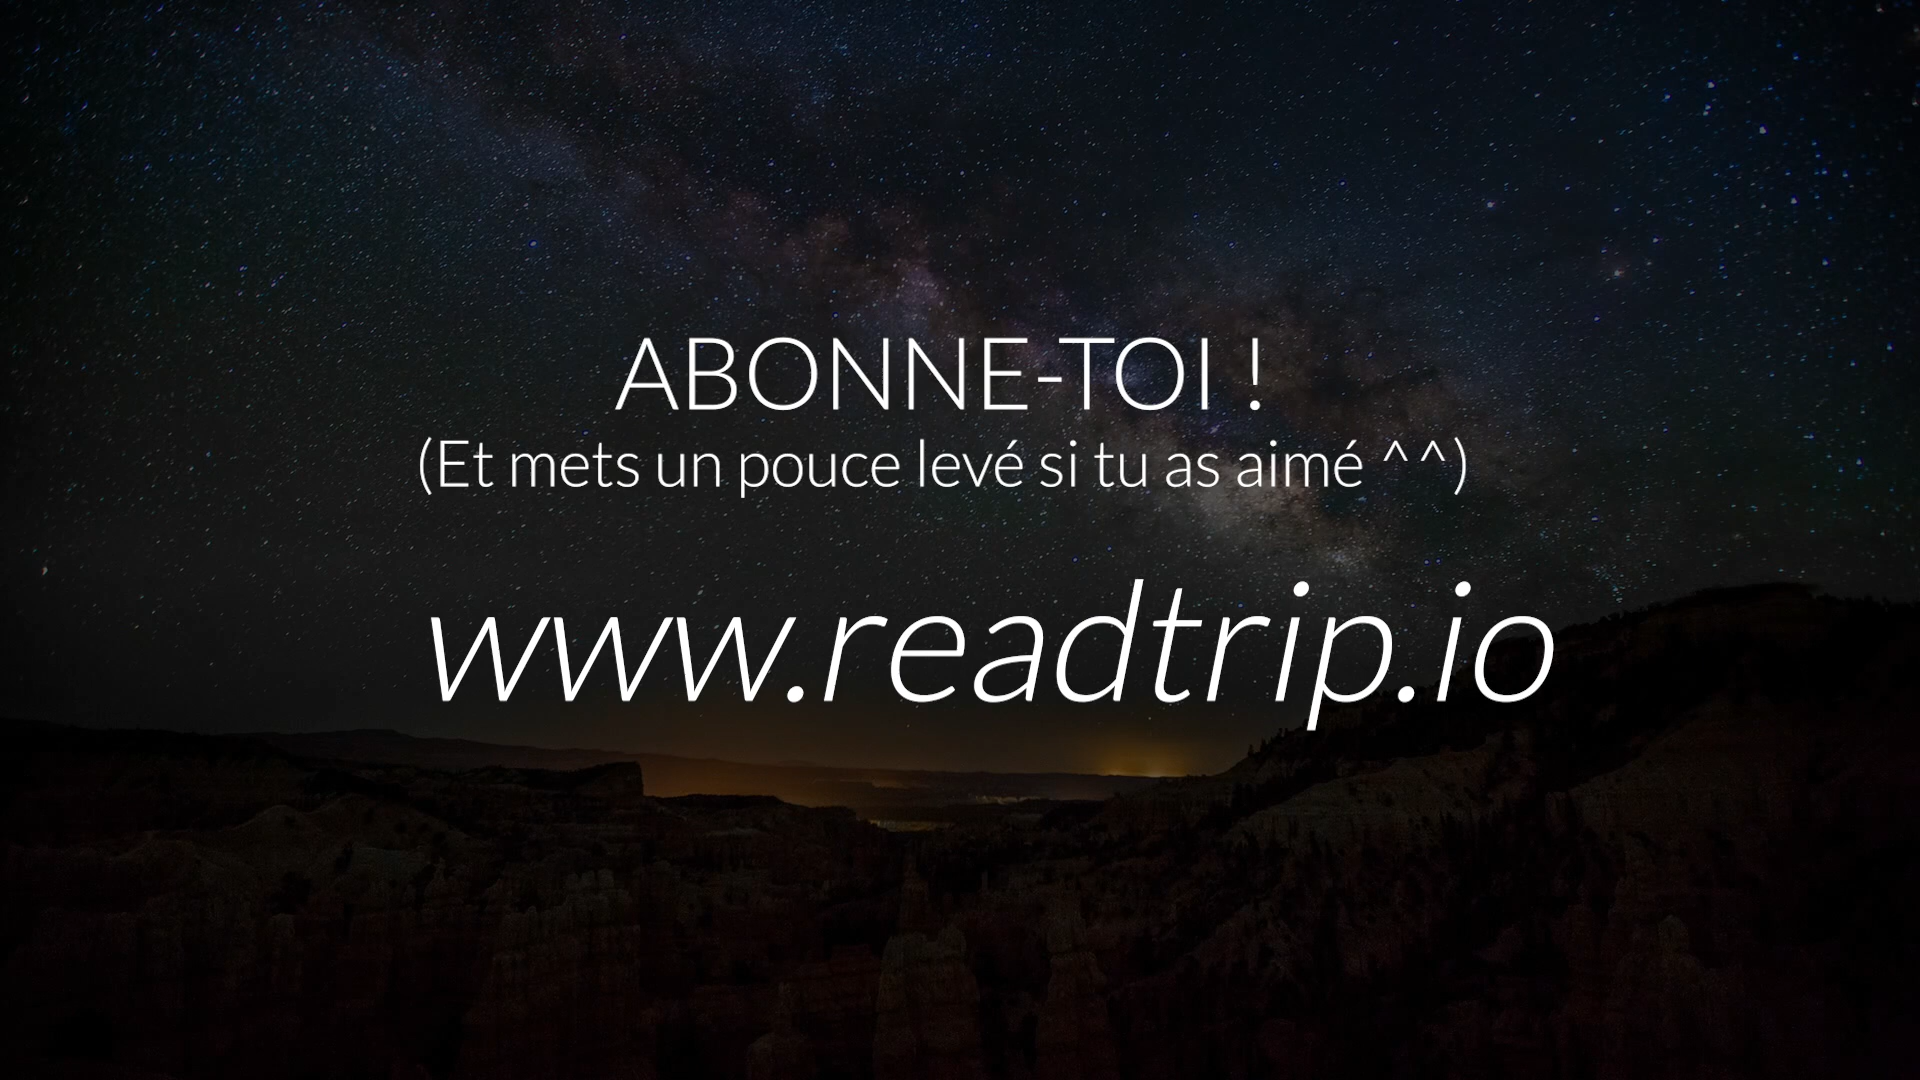 ABONNE-TOI !
(Et mets un pouce levé si tu as aimé ^^)
www.readtrip.io